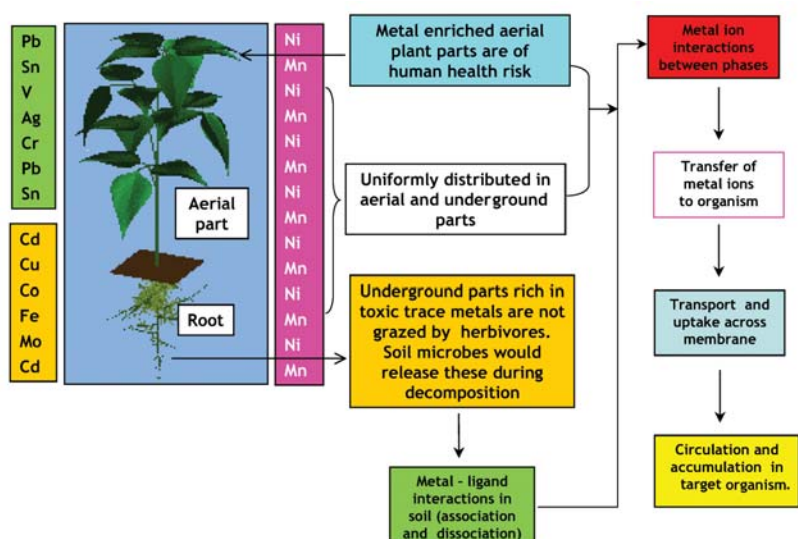 Pb
Sn
V
Ag
Cr
Pb
Sn
Cd
Cu
Co
Fe
Mo
Cd
Aerial
part
Root
Ni
Mn
Ni
Mn
Ni
Mn
Ni
Mn
Ni
Mn
Ni
Mn
Ni
Mn
Metal enriched aerial
plant parts are of
human health risk
Uniformly distributed in
aerial and underground
parts
Underground parts rich in
toxic trace metals are not
grazed by herbivores.
Soil microbes would
release these during
decomposition
Metal - ligand
interactions in
soil (association
and dissociation)
Metal ion
interactions
between phases
Transfer of
metal ions
to organism
Transport and
uptake across
membrane
Circulation and
accumulation in
target organism.